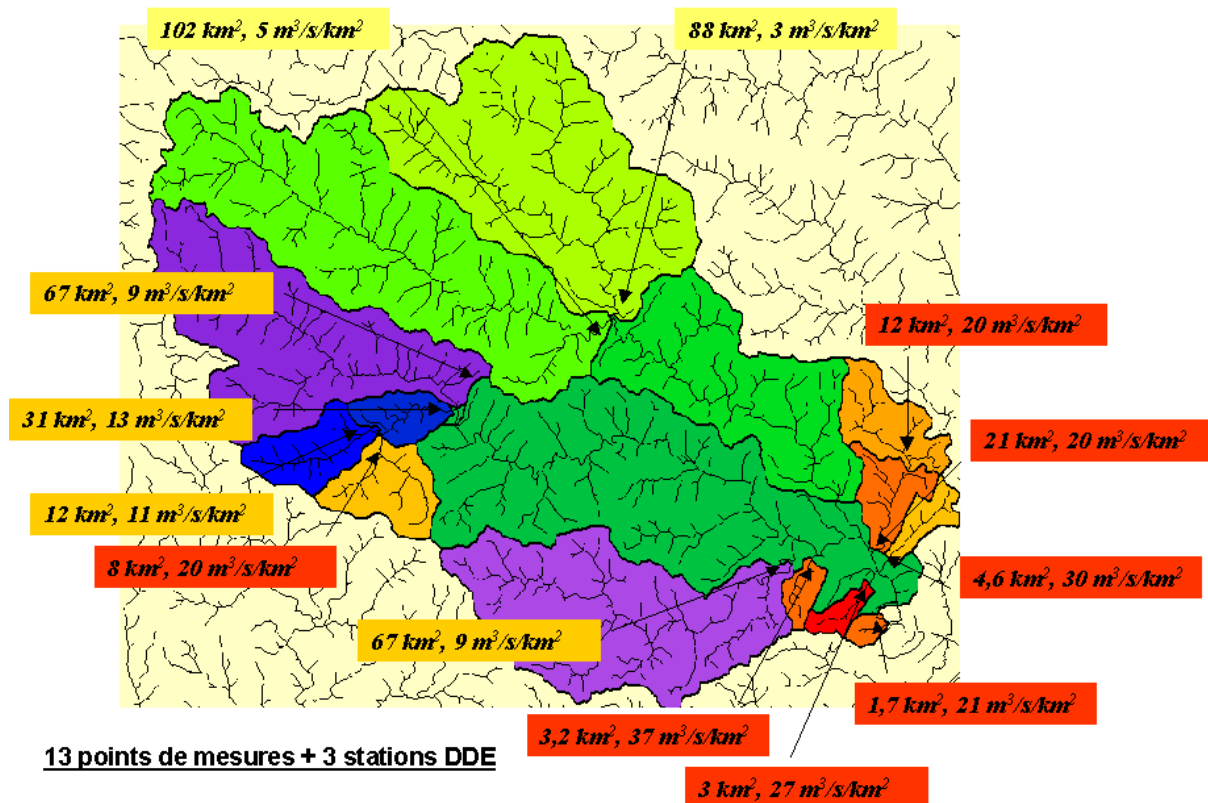 102 km², 5 m³/s/km²
88 km², 3 m³/s/km²
67 km², 9 m³/s/km²
12 km², 20 m³/s/km²
31 km², 13 m³/s/km²
21 km², 20 m³/s/km²
12 km², 11 m³/s/km²
8 km², 20 m³/s/km²
4,6 km², 30 m³/s/km²
67 km², 9 m³/s/km²
1,7 km², 21 m³/s/km²
3,2 km², 37 m³/s/km²
13 points de mesures + 3 stations DDE
3 km², 27 m³/s/km²